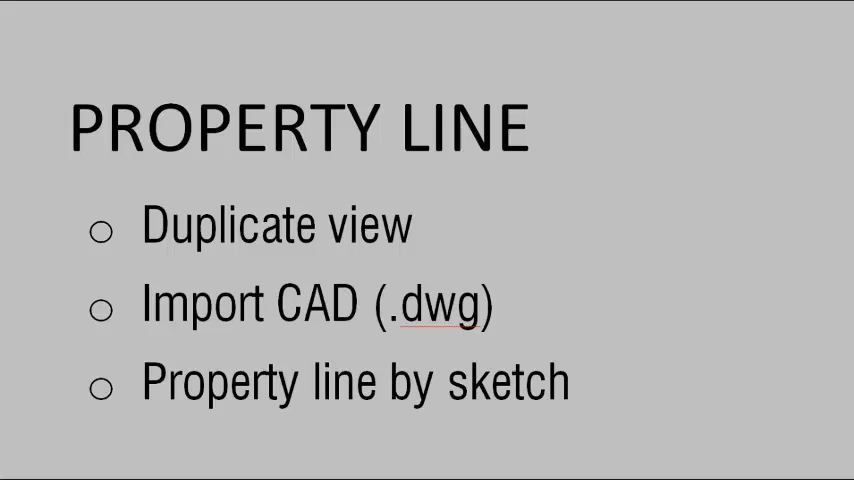 PROPERTY LINE
○ Duplicate view
○ Import CAD (.dwg)
○ Property line by sketch